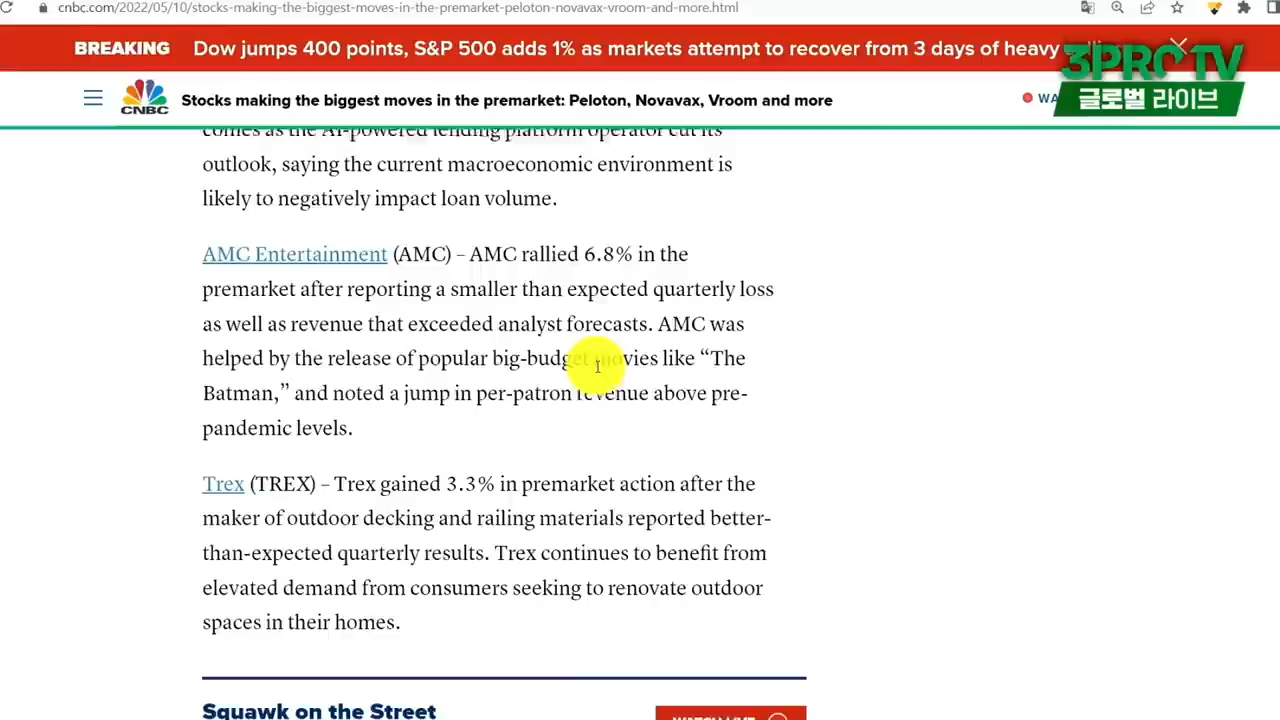 cnbc.com/2022/05/10/stocks-making-the-biggest-moves-in-the-premarket-peloton-novavax-vroom-and-more.html
BREAKING Dow jumps 400 points, S&P 500 adds 1% as markets attempt to recover from 3 days of heavy
3PRO TV
글로벌 라이브
CNBC
Stocks making the biggest moves in the premarket: Peloton, Novavax, Vroom and more
comes as the AI-powered lending platform operator cut its
outlook, saying the current macroeconomic environment is
likely to negatively impact loan volume.
AMC Entertainment (AMC) – AMC rallied 6.8% in the
premarket after reporting a smaller than expected quarterly loss
as well as revenue that exceeded analyst forecasts. AMC was
helped by the release of popular big-budget movies like “The
Batman,” and noted a jump in per-patron revenue above pre-
pandemic levels.
Trex (TREX) – Trex gained 3.3% in premarket action after the
maker of outdoor decking and railing materials reported better-
than-expected quarterly results. Trex continues to benefit from
elevated demand from consumers seeking to renovate outdoor
spaces in their homes.
Squawk on the Street
WATCH LIVE